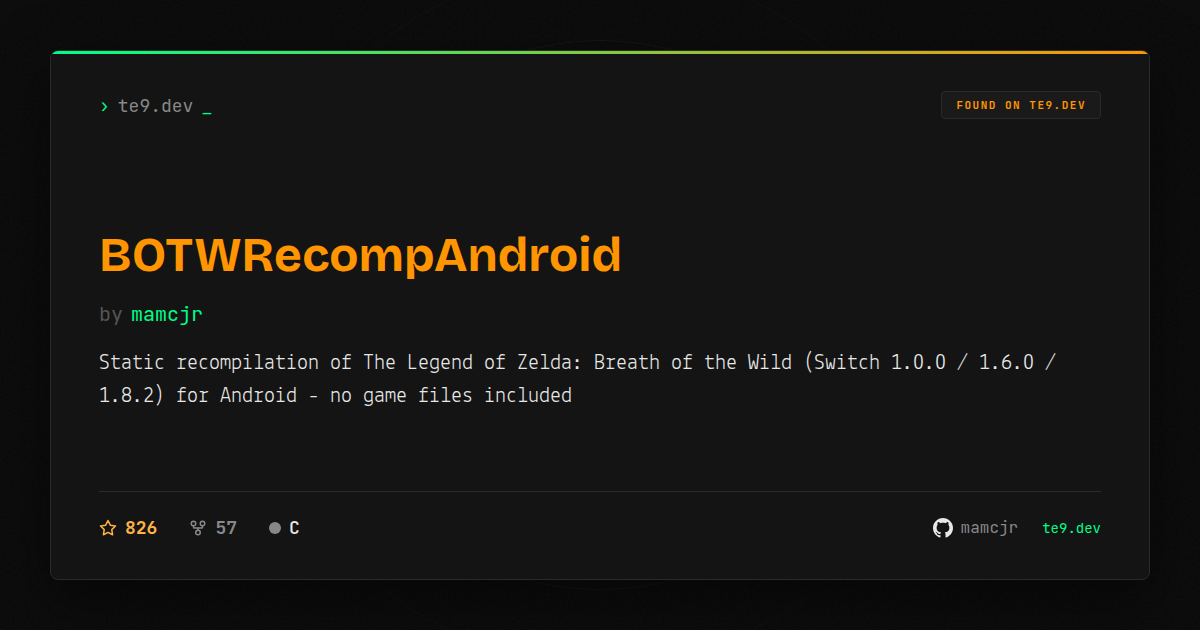 › te9.dev _
FOUND ON TE9.DEV
BOTWRecompAndroid
by mamcjr
Static recompilation of The Legend of Zelda: Breath of the Wild (Switch 1.0.0 / 1.6.0 /
1.8.2) for Android - no game files included
826 57 C
mamcjr te9.dev